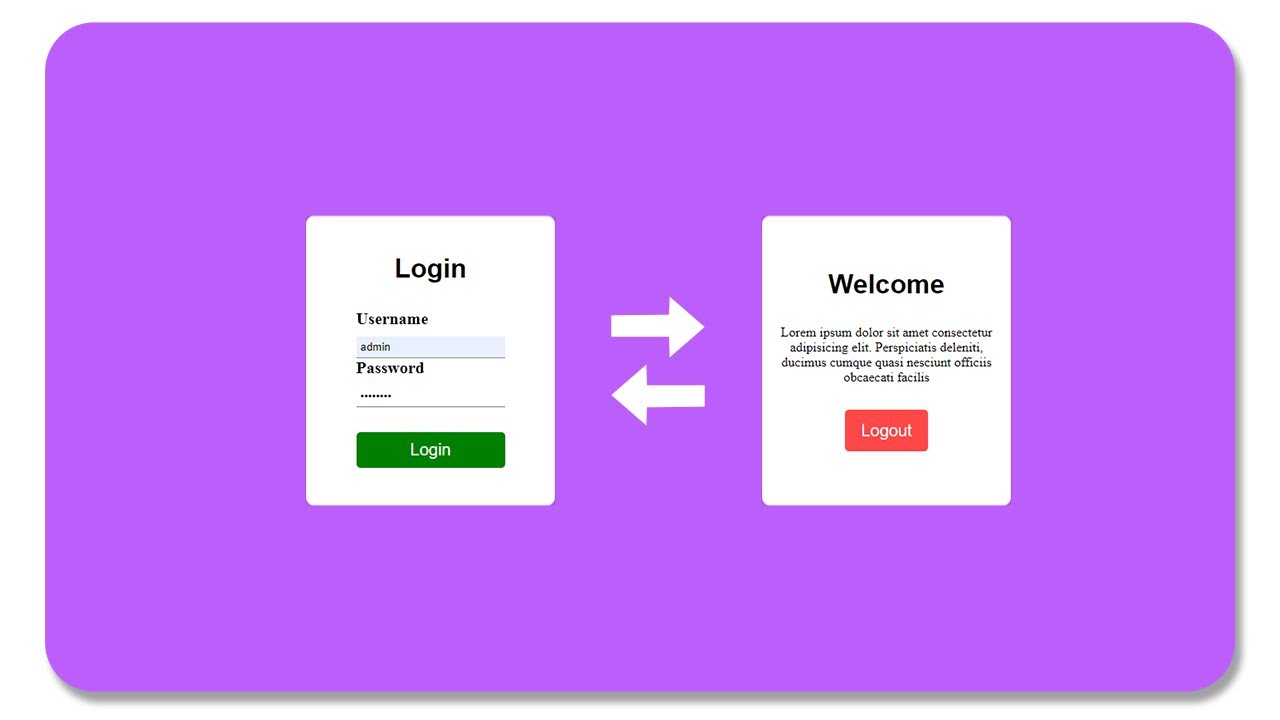 Login
Username
admin
Password
••••••••
Login
Welcome
Lorem ipsum dolor sit amet consectetur
adipisicing elit. Perspiciatis deleniti,
ducimus cumque quasi nesciunt officiis
obcaecati facilis
Logout